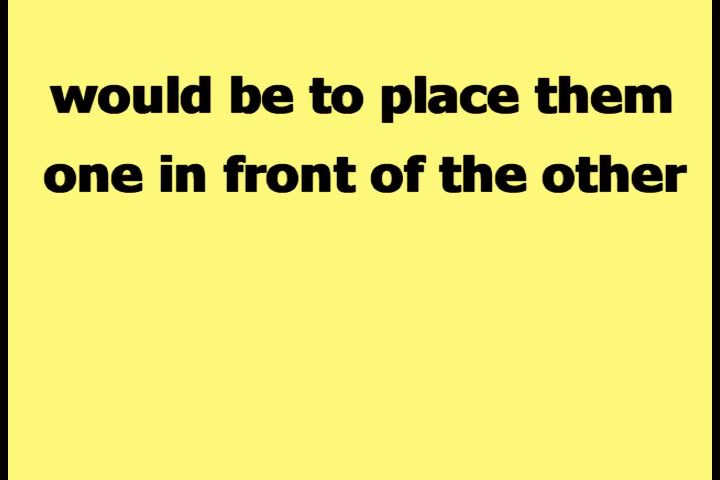 would be to place them
one in front of the other